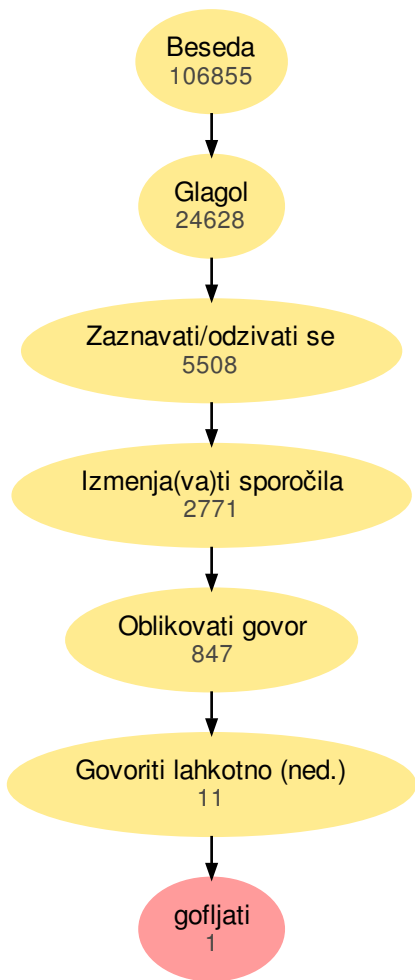 Beseda
106855
Glagol
24628
Zaznavati/odzivati se
5508
Izmenja(va)ti sporočila
2771
Oblikovati govor
847
Govoriti lahkotno (ned.)
11
gofljati
1